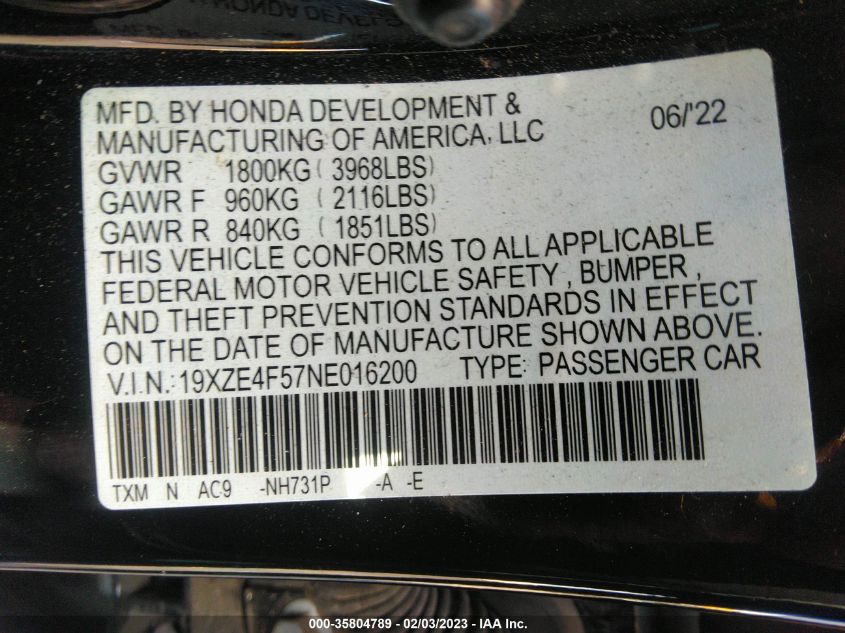 MFD. BY HONDA DEVELOPMENT &
MANUFACTURING OF AMERICA, LLC 06/'22
GVWR 1800KG ( 3968LBS)
GAWR F 960KG ( 2116LBS)
GAWR R 840KG ( 1851LBS)
THIS VEHICLE CONFORMS TO ALL APPLICABLE
FEDERAL MOTOR VEHICLE SAFETY , BUMPER ,
AND THEFT PREVENTION STANDARDS IN EFFECT
ON THE DATE OF MANUFACTURE SHOWN ABOVE.
V.I.N.: 19XZE4F57NE016200 TYPE: PASSENGER CAR
TXM N AC9 -NH731P -A -E
000-35804789 - 02/03/2023 - IAA Inc.